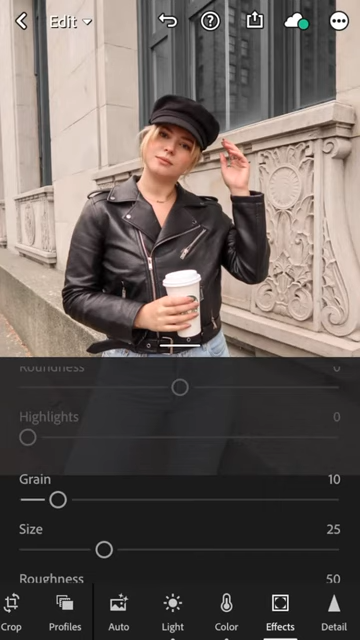 Edit
Roundness 0
Highlights 0
Grain 10
Size 25
Roughness 50
Crop Profiles Auto Light Color Effects Detail